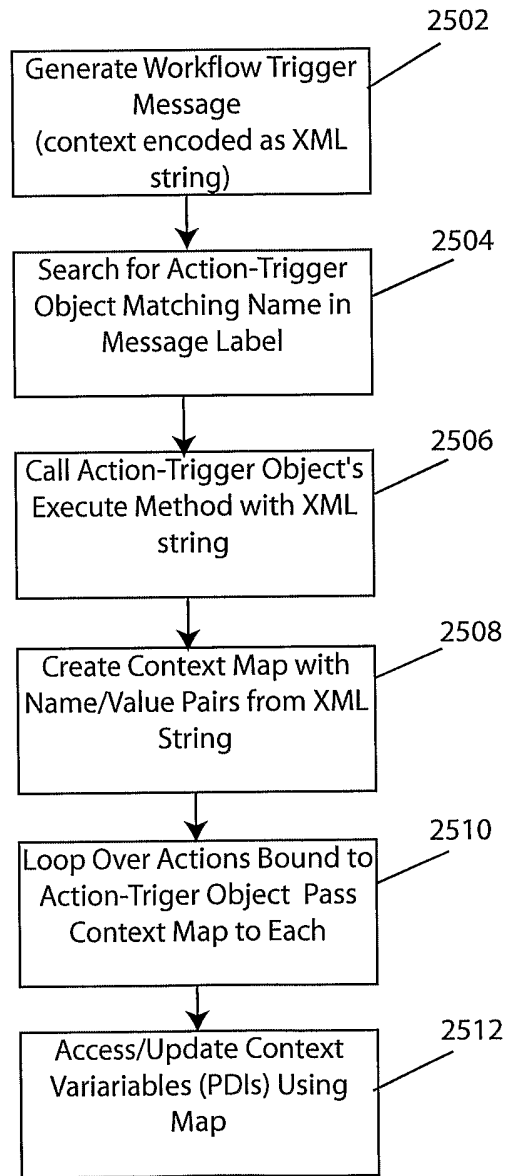 2502
Generate Workflow Trigger
Message
(context encoded as XML
string)
2504
Search for Action-Trigger
Object Matching Name in
Message Label
2506
Call Action-Trigger Object's
Execute Method with XML
string
2508
Create Context Map with
Name/Value Pairs from XML
String
2510
Loop Over Actions Bound to
Action-Triger Object Pass
Context Map to Each
2512
Access/Update Context
Varariables (PDIs) Using
Map